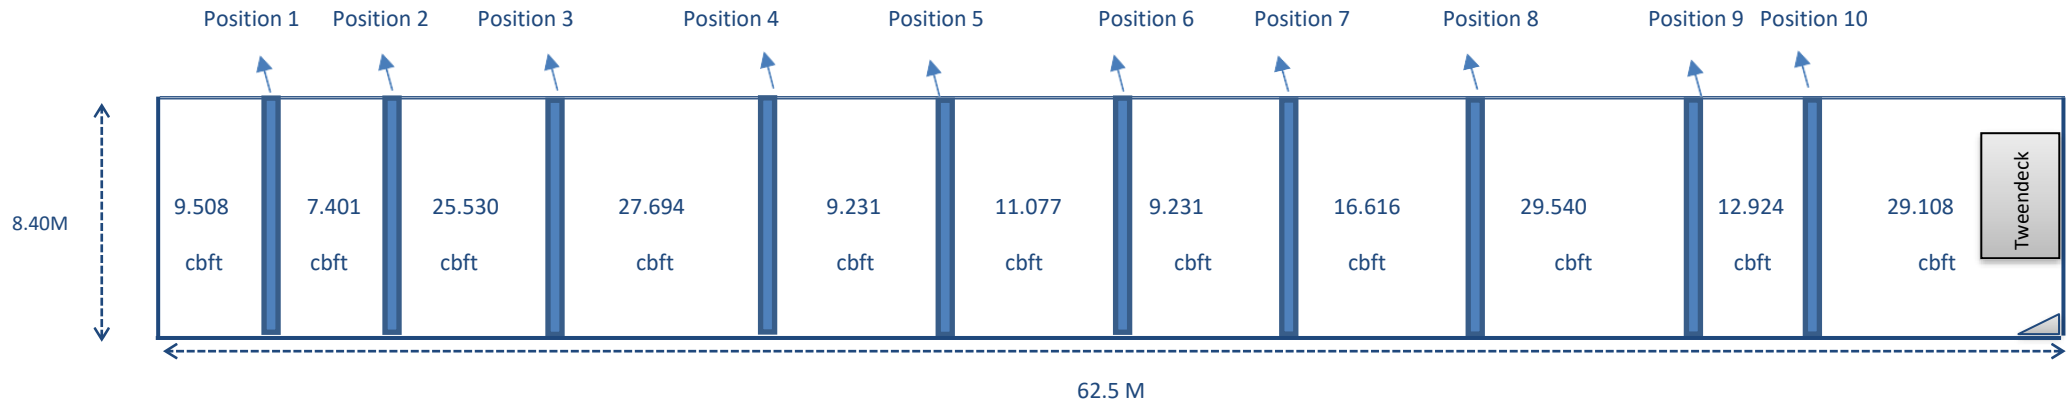 Position 1 Position 2 Position 3 Position 4 Position 5 Position 6 Position 7 Position 8 Position 9 Position 10
9.508 7.401 25.530 27.694 9.231 11.077 9.231 16.616 29.540 12.924 29.108
cbft cbft cbft cbft cbft cbft cbft cbft cbft cbft cbft
Tweendeck
8.40M
62.5 M